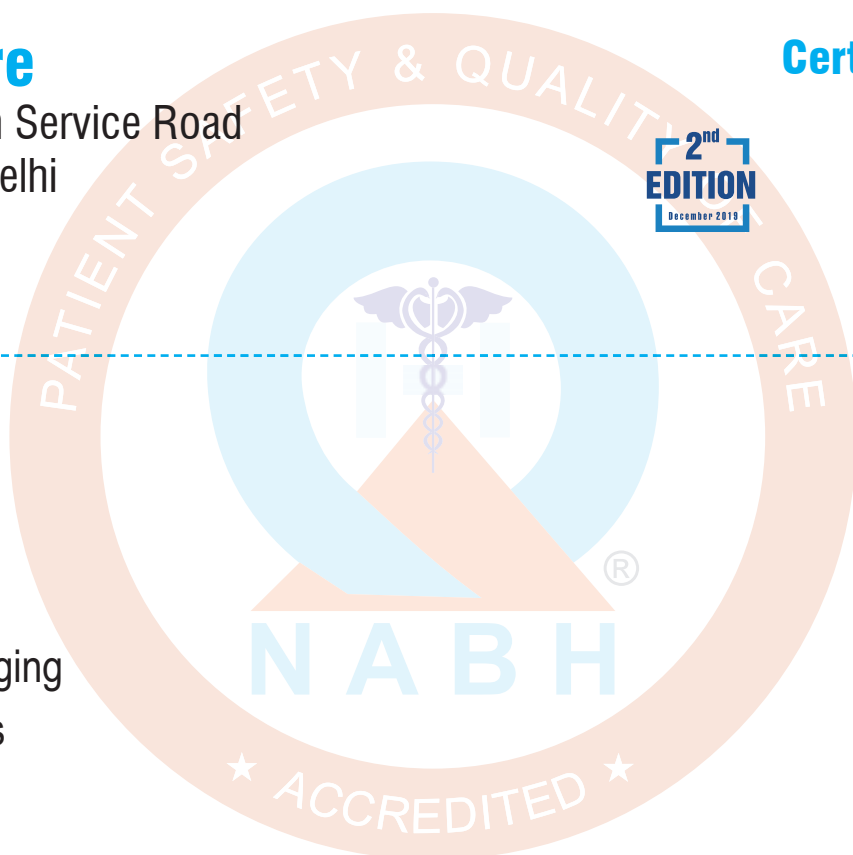 re
Cert
n Service Road
elhi
2nd
EDITION
December 2019
PATIENT SAFETY & QUALITY OF CARE
®
NABH
ging
s
★ ACCREDITED ★